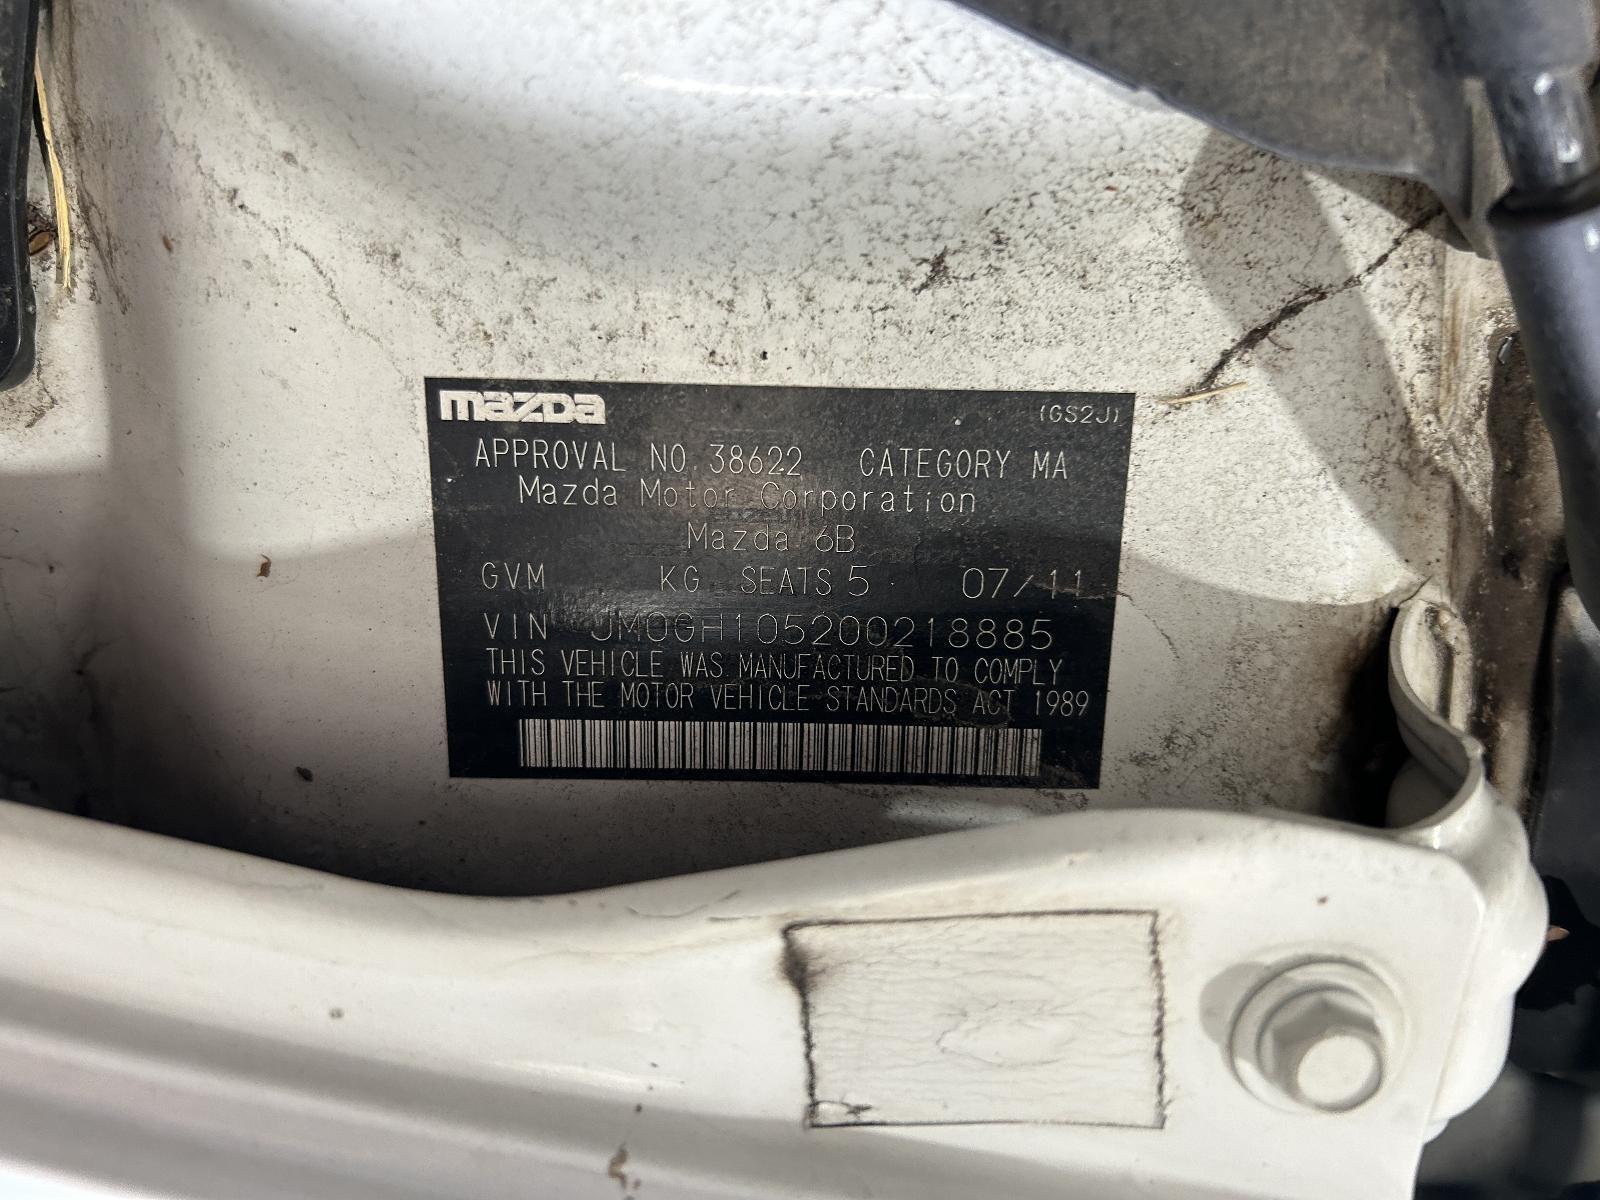 mazda (GS2J)
APPROVAL NO. 38622 CATEGORY MA
Mazda Motor Corporation
Mazda 6B
GVM KG SEATS 5 07/11
VIN JM0GH105200218885
THIS VEHICLE WAS MANUFACTURED TO COMPLY
WITH THE MOTOR VEHICLE STANDARDS ACT 1989